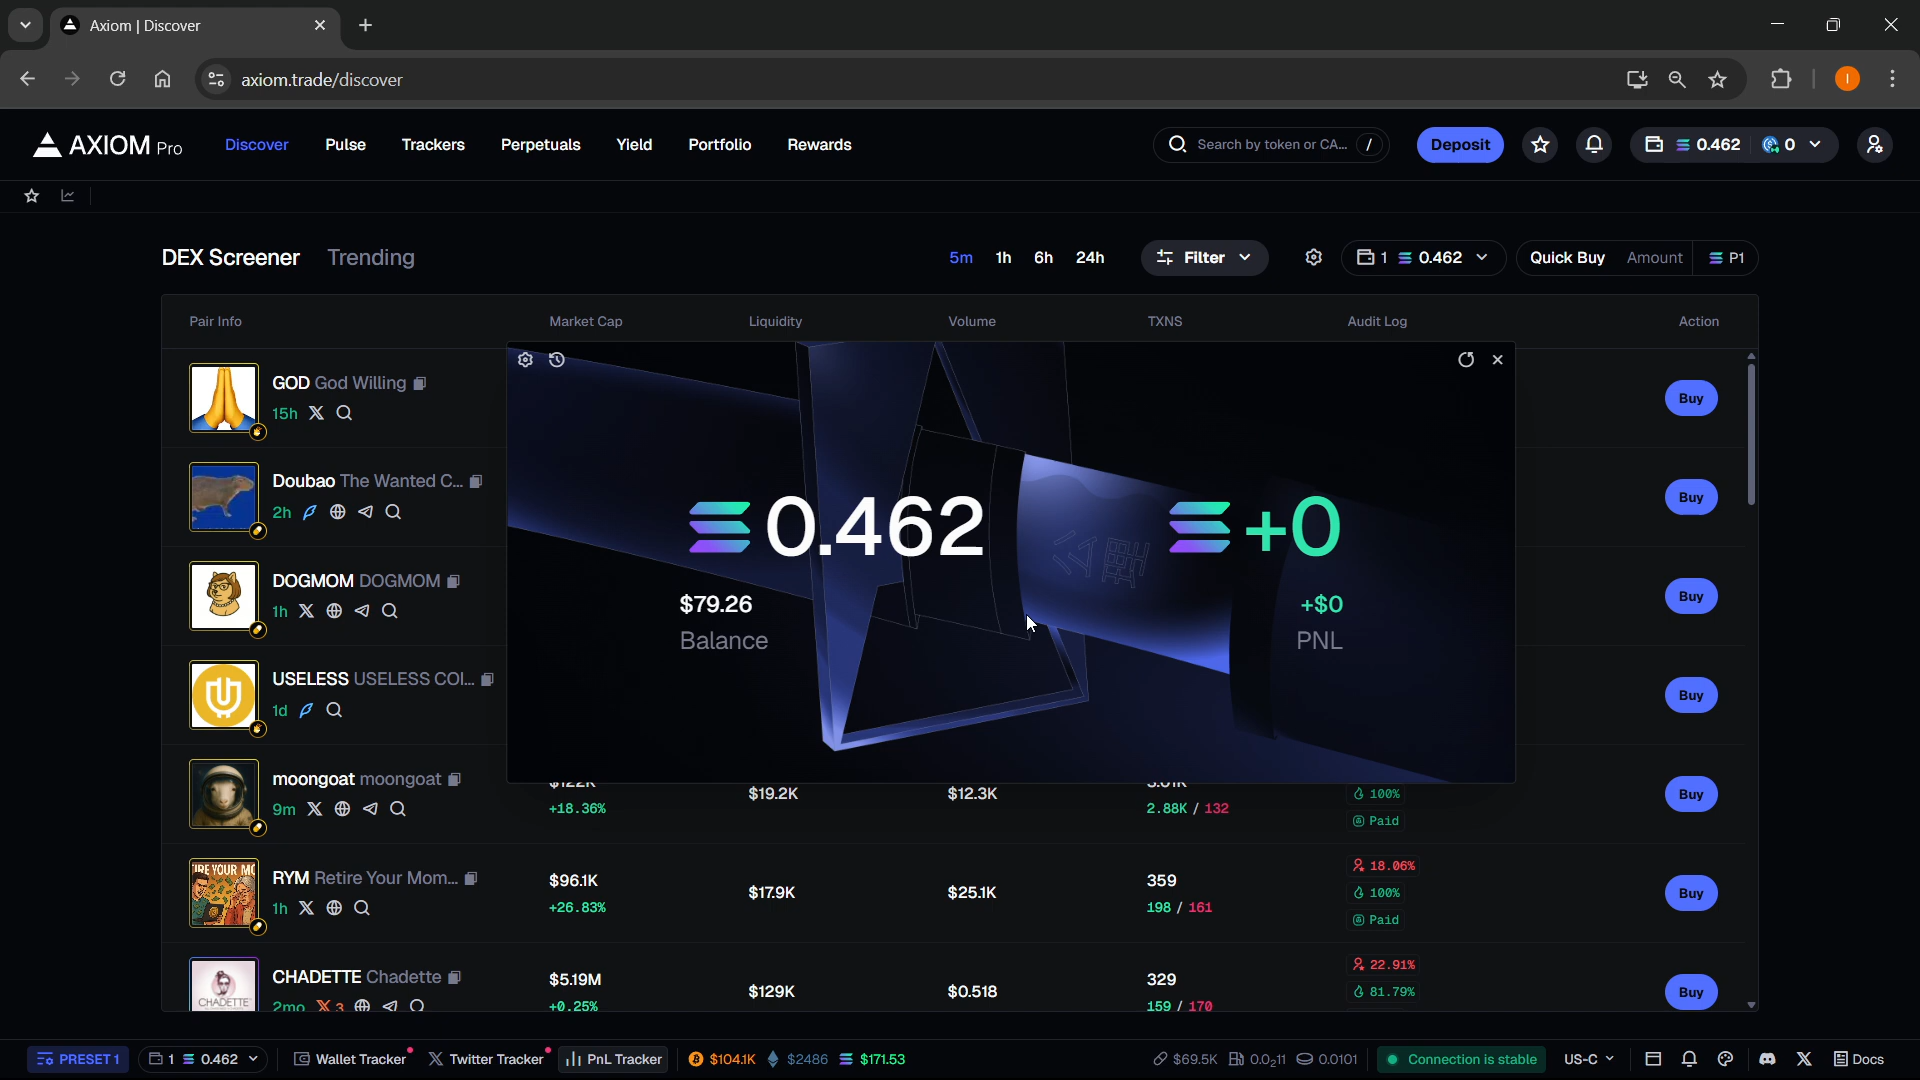 Axiom | Discover
axiom.trade/discover
AXIOM Pro
Discover
Pulse
Trackers
Perpetuals
Yield
Portfolio
Rewards
Search by token or CA... /
Deposit
0.462 0
DEX Screener
Trending
5m 1h 6h 24h
Filter
1 0.462
Quick Buy Amount P1
Pair Info Market Cap Liquidity Volume TXNS Audit Log Action
GOD God Willing
15h
Buy
Doubao The Wanted C...
2h
Buy
DOGMOM DOGMOM
1h
Buy
USELESS USELESS COI...
1d
Buy
0.462
+0
$79.26
Balance
+$0
PNL
公理
moongoat moongoat
9m
$122K
+18.36%
$19.2K
$12.3K
3.01K
2.88K / 132
100%
Paid
Buy
RYM Retire Your Mom...
1h
$96.1K
+26.83%
$17.9K
$25.1K
359
198 / 161
18.06%
100%
Paid
Buy
CHADETTE Chadette
2mo 3
$5.19M
+0.25%
$129K
$0.518
329
159 / 170
22.91%
81.79%
Buy
PRESET 1
1 0.462
Wallet Tracker
Twitter Tracker
PnL Tracker
$104.1K $2486 $171.53
$69.5K 0.0₂11 0.0101
Connection is stable
US-C
Docs